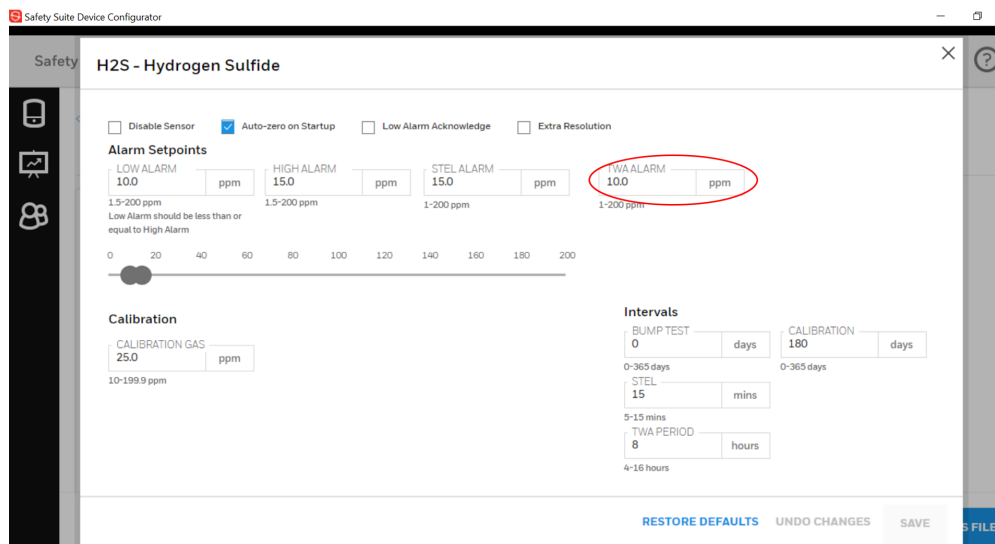 Safety Suite Device Configurator
Safety
H2S - Hydrogen Sulfide
Disable Sensor
Auto-zero on Startup
Low Alarm Acknowledge
Extra Resolution
Alarm Setpoints
LOW ALARM
10.0 ppm
1.5-200 ppm
Low Alarm should be less than or
equal to High Alarm
HIGH ALARM
15.0 ppm
1.5-200 ppm
STEL ALARM
15.0 ppm
1-200 ppm
TWA ALARM
10.0 ppm
1-200 ppm
0 20 40 60 80 100 120 140 160 180 200
Calibration
CALIBRATION GAS
25.0 ppm
10-199.9 ppm
Intervals
BUMP TEST
0 days
0-365 days
CALIBRATION
180 days
0-365 days
STEL
15 mins
5-15 mins
TWA PERIOD
8 hours
4-16 hours
RESTORE DEFAULTS UNDO CHANGES SAVE
S FILE